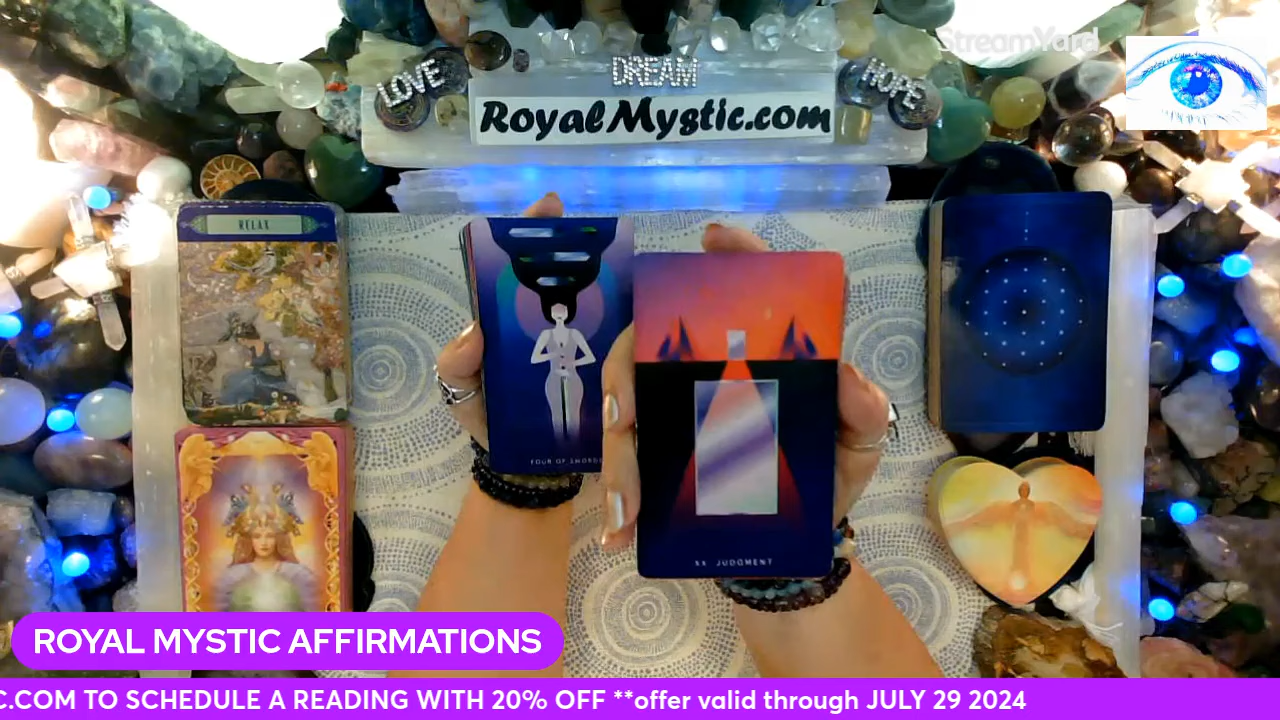 StreamYard
LOVE
DREAM
HOPE
RoyalMystic.com
RELAX
FOUR OF SWORDS
XX JUDGMENT
ROYAL MYSTIC AFFIRMATIONS
C.COM TO SCHEDULE A READING WITH 20% OFF **offer valid through JULY 29 2024